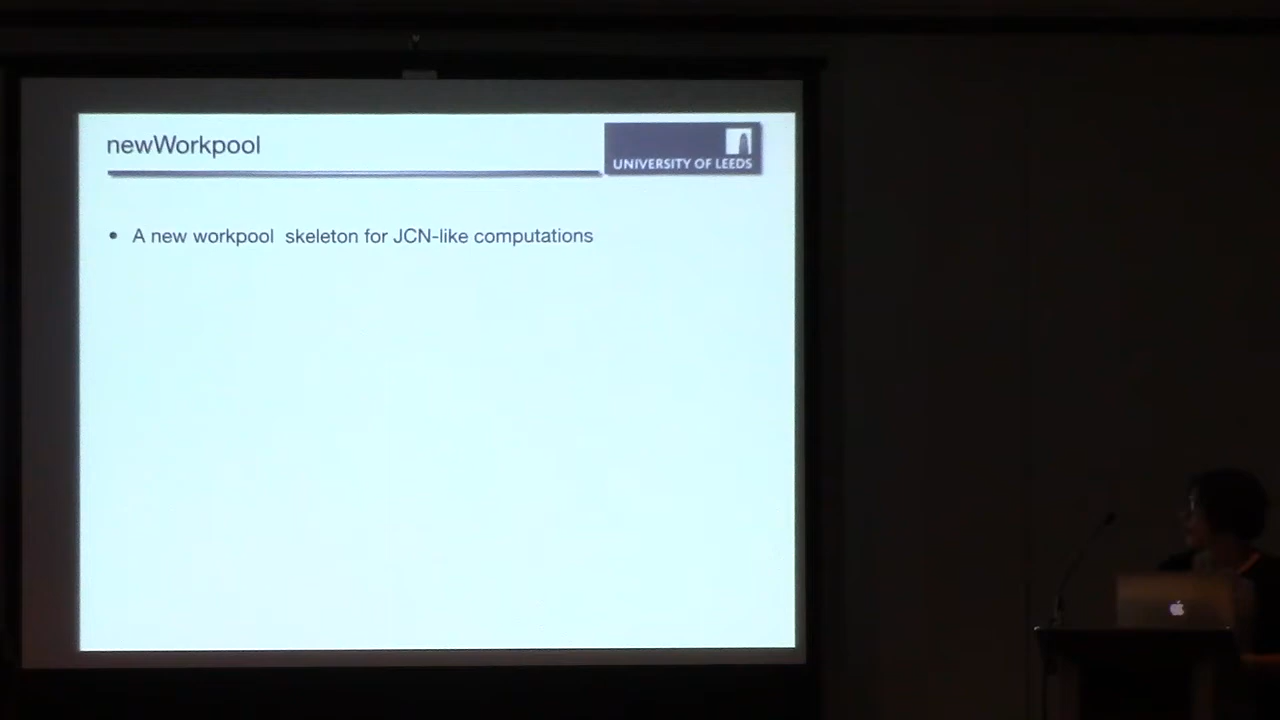 newWorkpool
UNIVERSITY OF LEEDS
• A new workpool skeleton for JCN-like computations